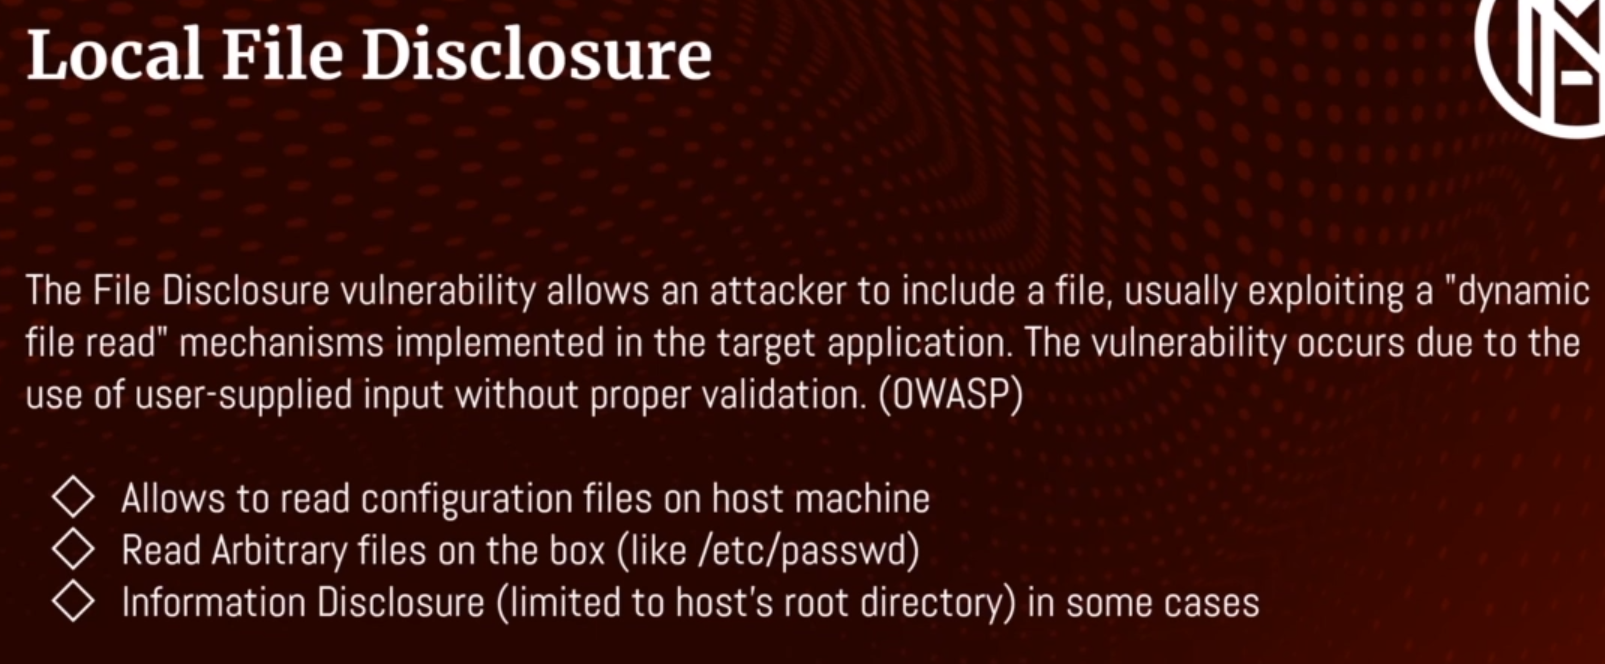 Local File Disclosure
The File Disclosure vulnerability allows an attacker to include a file, usually exploiting a "dynamic
file read" mechanisms implemented in the target application. The vulnerability occurs due to the
use of user-supplied input without proper validation. (OWASP)
Allows to read configuration files on host machine
Read Arbitrary files on the box (like /etc/passwd)
Information Disclosure (limited to host's root directory) in some cases